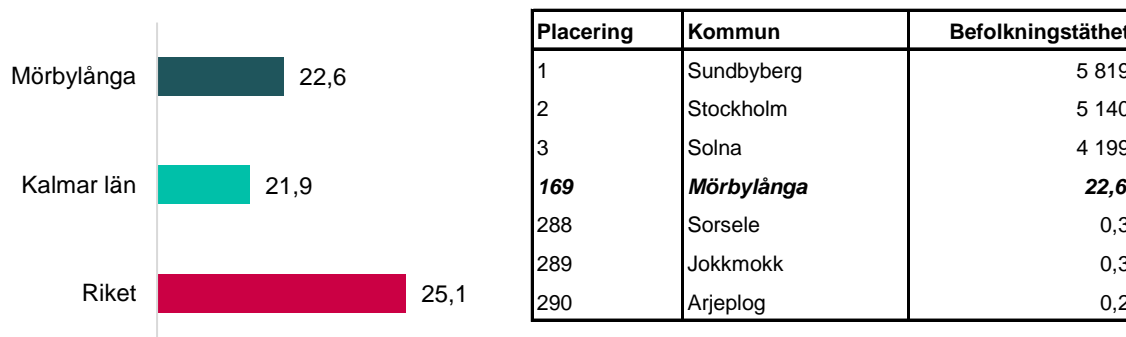 Mörbylånga 22,6
Kalmar län 21,9
Riket 25,1
Placering Kommun Befolkningstäthet
1 Sundbyberg 5 819
2 Stockholm 5 140
3 Solna 4 199
169 Mörbylånga 22,6
288 Sorsele 0,3
289 Jokkmokk 0,3
290 Arjeplog 0,2